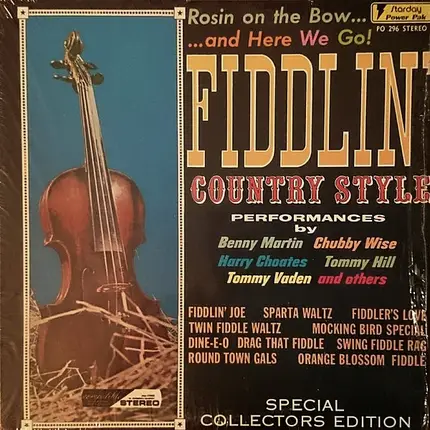 Rosin on the Bow...
...and Here We Go!
Starday
Power Pak
PO 296 STEREO
FIDDLIN'
COUNTRY STYLE
PERFORMANCES
by
Benny Martin Chubby Wise
Harry Choates Tommy Hill
Tommy Vaden and others
FIDDLIN' JOE SPARTA WALTZ FIDDLER'S LOVE
TWIN FIDDLE WALTZ MOCKING BIRD SPECIAL
DINE-E-O DRAG THAT FIDDLE SWING FIDDLE RAG
ROUND TOWN GALS ORANGE BLOSSOM FIDDLE
SPECIAL
COLLECTORS EDITION
STEREO